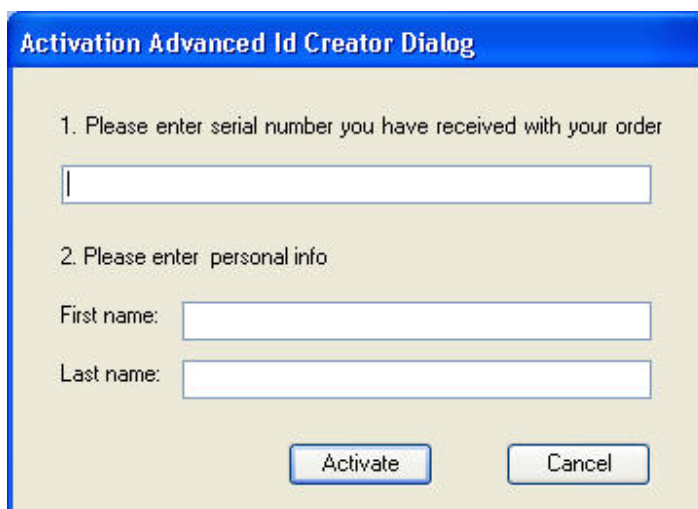 Activation Advanced Id Creator Dialog
1. Please enter serial number you have received with your order
2. Please enter personal info
First name:
Last name:
Activate Cancel